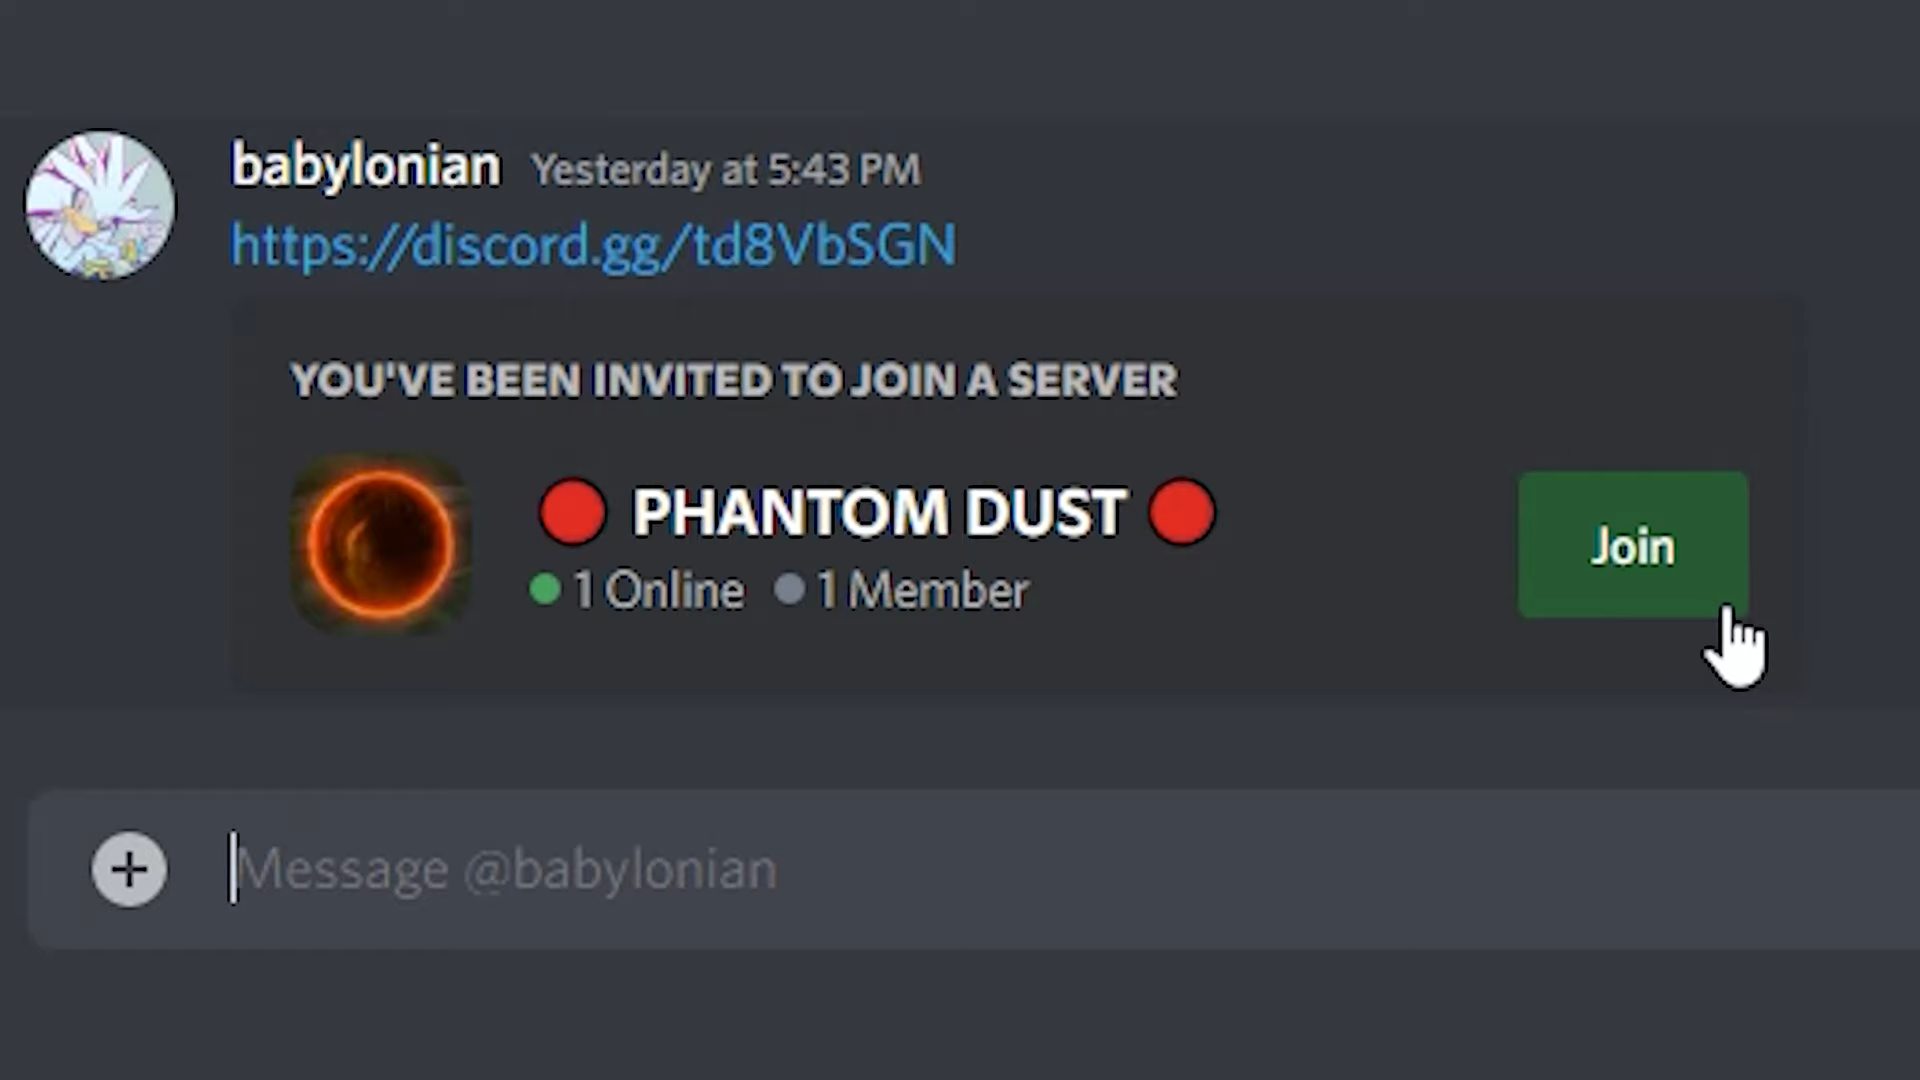 babylonian Yesterday at 5:43 PM
https://discord.gg/td8VbSGN
YOU'VE BEEN INVITED TO JOIN A SERVER
🔴 PHANTOM DUST 🔴
1 Online 1 Member
Join
Message @babylonian